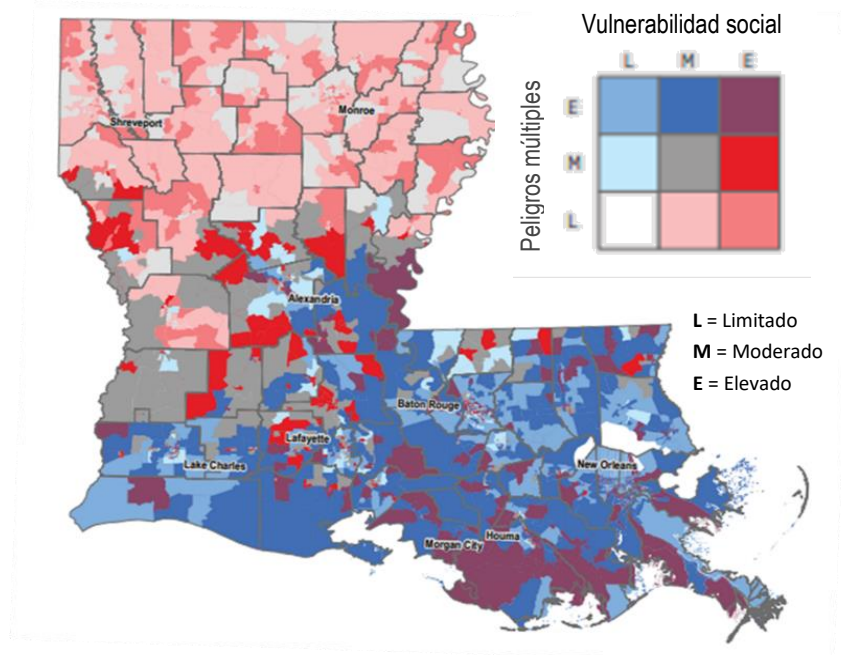 Vulnerabilidad social
L M E
Peligros múltiples
E
M
L
Monroe
Shreveport
L = Limitado
M = Moderado
E = Elevado
Alexandria
Baton Rouge
Lafayette
Lake Charles
New Orleans
Houma
Morgan City